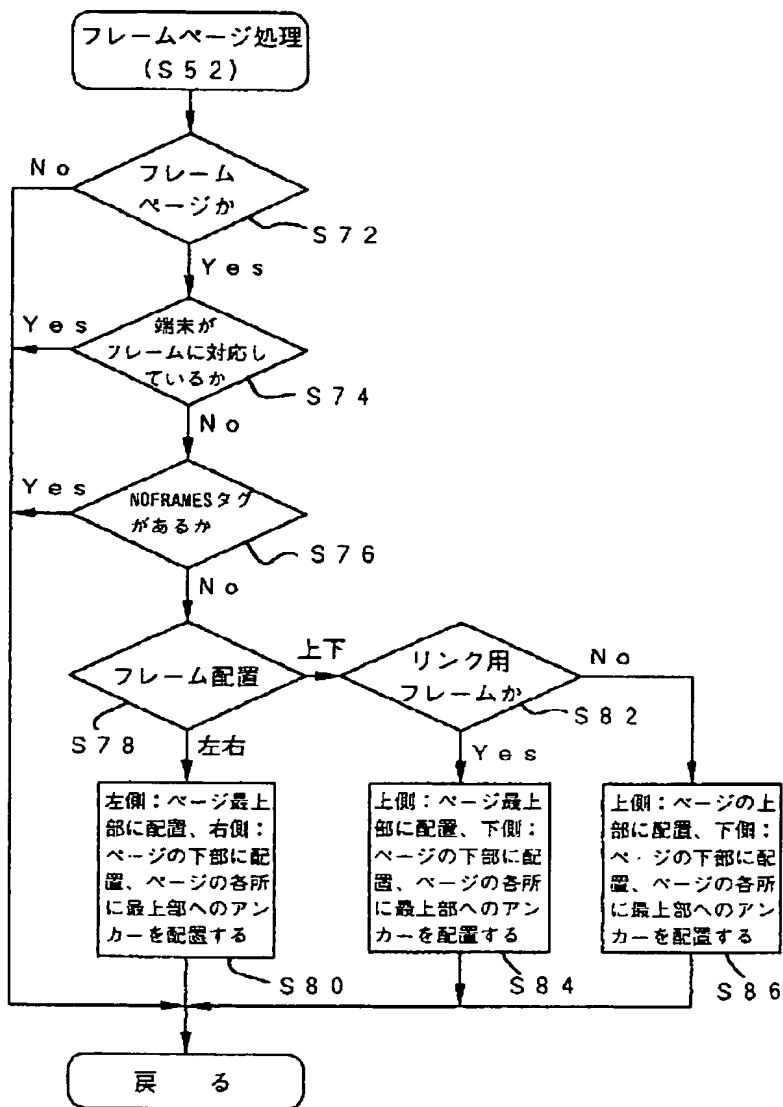 フレームページ処理
(S52)
No
フレーム
ページか
S72
Yes
Yes
端末が
フレームに対応し
ているか
S74
No
Yes
NOFRAMESタグ
があるか
S76
No
フレーム配置
S78
上下
リンク用
フレームか
S82
No
左右
Yes
左側：ページ最上
部に配置、右側：
ページの下部に配
置、ページの各所
に最上部へのアン
カーを配置する
S80
上側：ページ最上
部に配置、下側：
ページの下部に配
置、ページの各所
に最上部へのアン
カーを配置する
S84
上側：ページの上
部に配置、下側：
ページの下部に配
置、ページの各所
に最上部へのアン
カーを配置する
S86
戻る